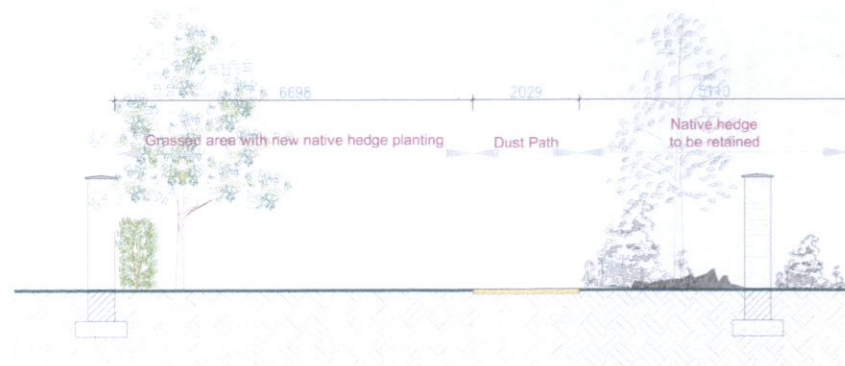 6698
2029
Grassed area with new native hedge planting
Dust Path
Native hedge
to be retained